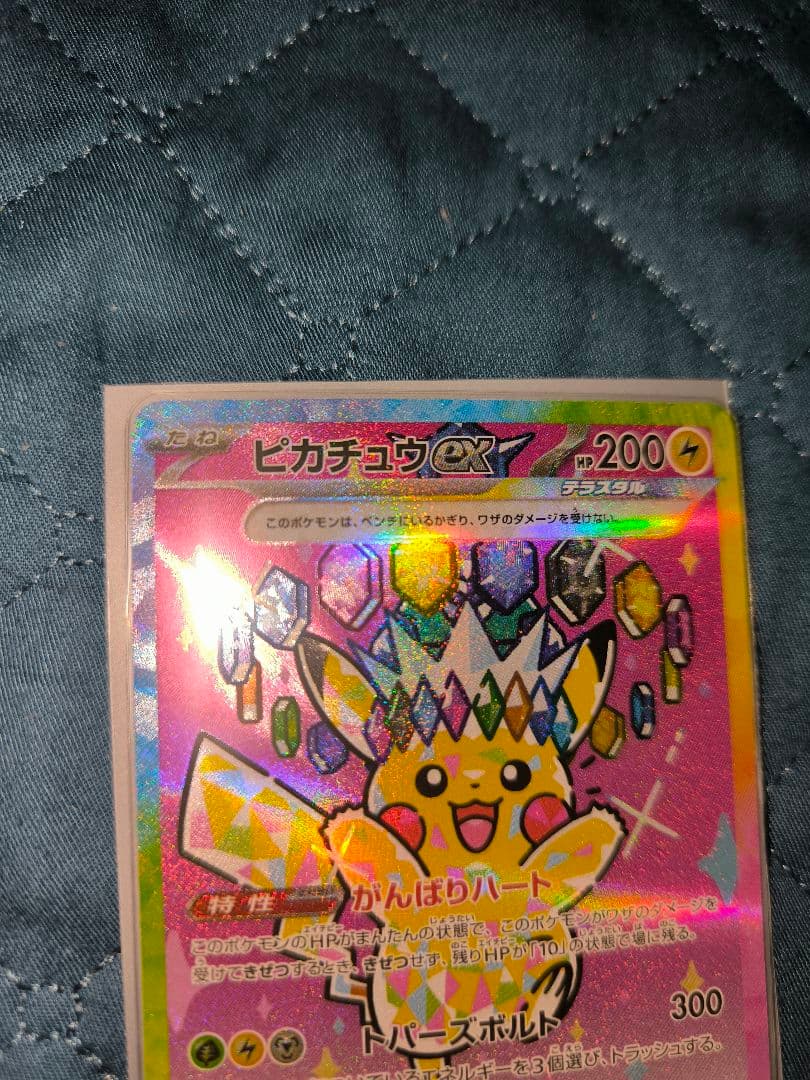 たね ピカチュウex HP200
テラスタル
このポケモンは、ベンチにいるかぎり、ワザのダメージを受けない。
特性 がんばりハート
このポケモンのHPがまんたんの状態で、このポケモンがワザのダメージを
受けてきぜつするとき、きぜつせず、残りHPが「10」の状態で場に残る。
トパーズボルト 300
いているエネルギーを3個選び、トラッシュする。